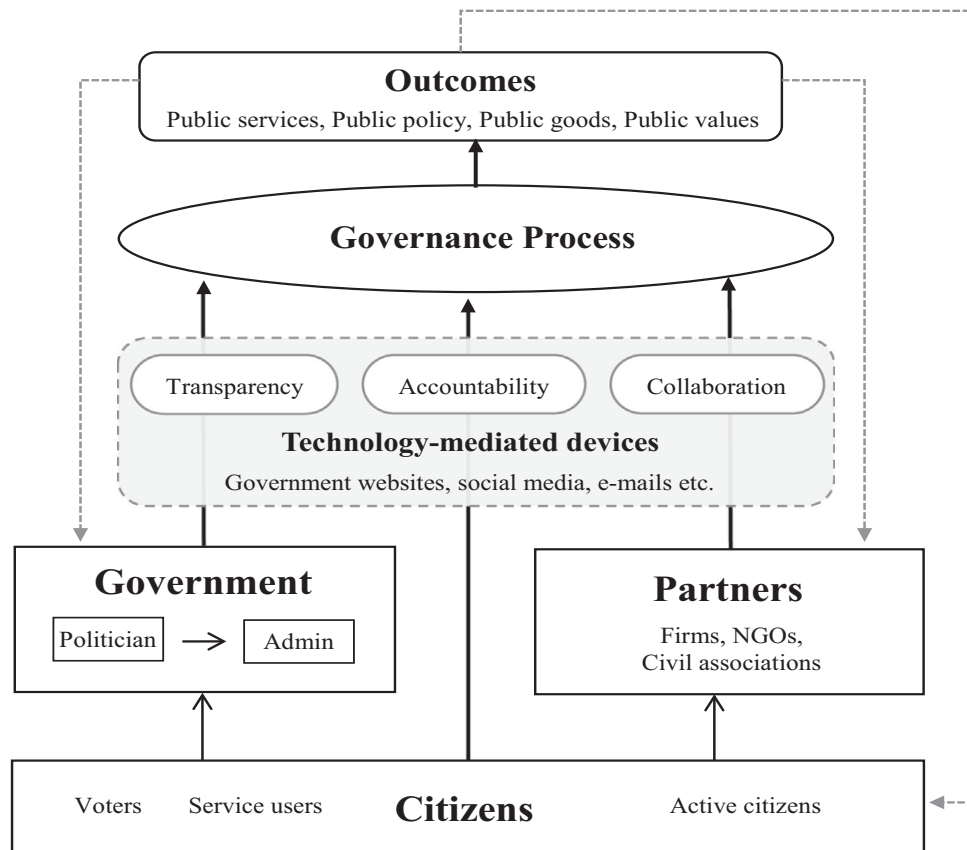 Outcomes
Public services, Public policy, Public goods, Public values
Governance Process
Transparency
Accountability
Collaboration
Technology-mediated devices
Government websites, social media, e-mails etc.
Government
Politician
Admin
Partners
Firms, NGOs,
Civil associations
Voters
Service users
Citizens
Active citizens